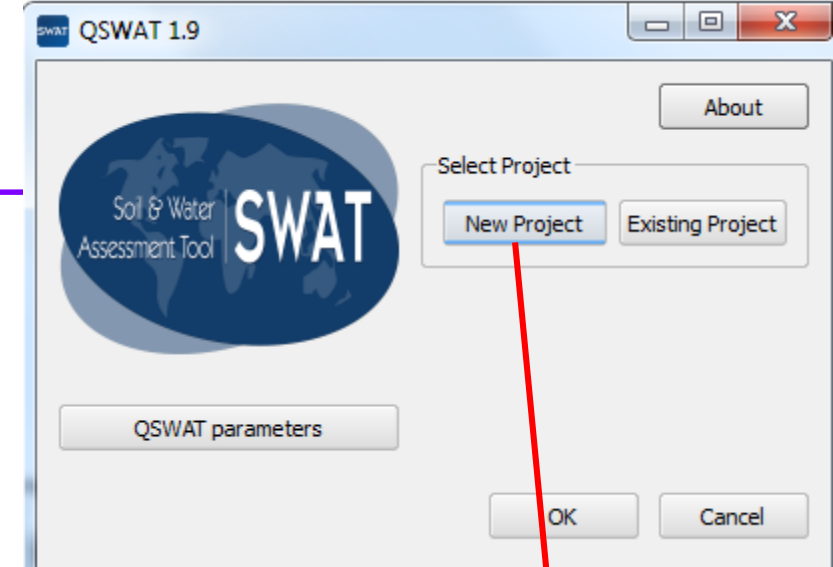 SWAT QSWAT 1.9
About
Select Project
Soil & Water
Assessment Tool
SWAT
New Project
Existing Project
QSWAT parameters
OK
Cancel